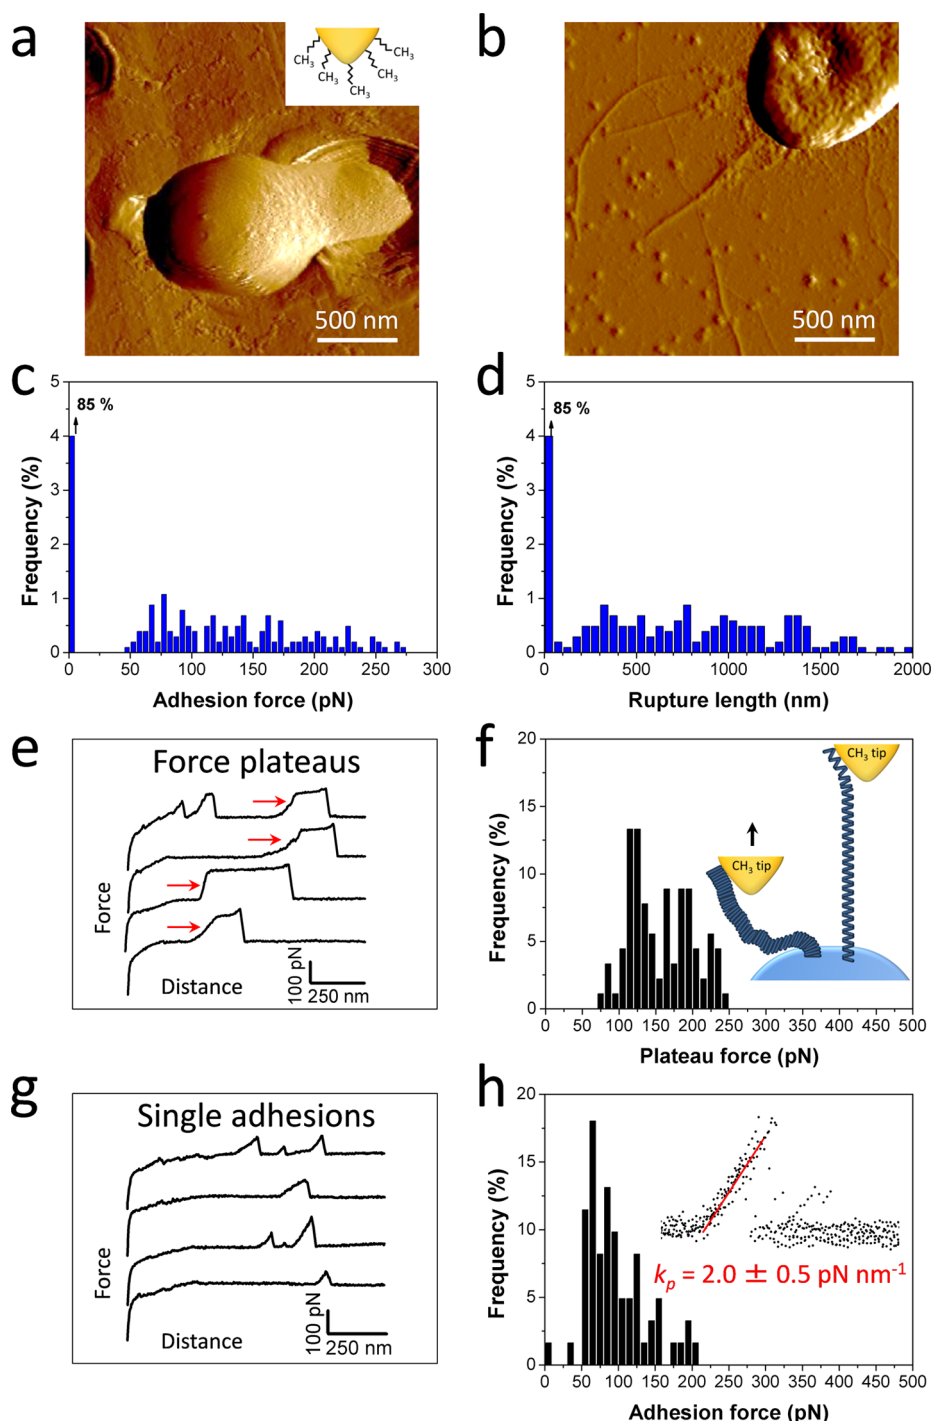 a
CH3
CH3
CH3
CH3
CH3
500 nm
b
500 nm
c
5
4
3
2
1
0
85 %
Frequency (%)
0
50
100
150
200
250
300
Adhesion force (pN)
d
5
4
3
2
1
0
85 %
Frequency (%)
0
500
1000
1500
2000
Rupture length (nm)
e
Force plateaus
Force
Distance
100 pN
250 nm
f
20
15
10
5
0
Frequency (%)
CH3 tip
CH3 tip
0
50
100
150
200
250
300
350
400
450
500
Plateau force (pN)
g
Single adhesions
Force
Distance
100 pN
250 nm
h
20
15
10
5
0
Frequency (%)
kp = 2.0 ± 0.5 pN nm-1
0
50
100
150
200
250
300
350
400
450
500
Adhesion force (pN)